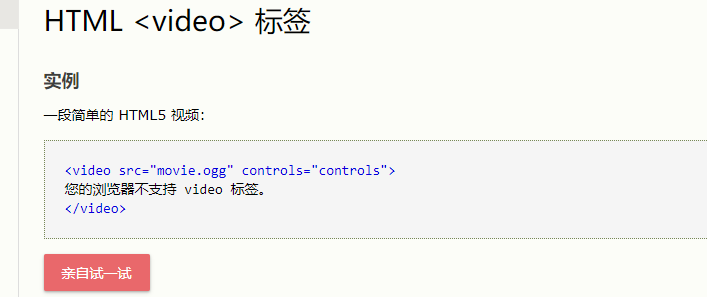 HTML <video> 标签
实例
一段简单的 HTML5 视频：
<video src="movie.ogg" controls="controls">
您的浏览器不支持 video 标签。
</video>
亲自试一试